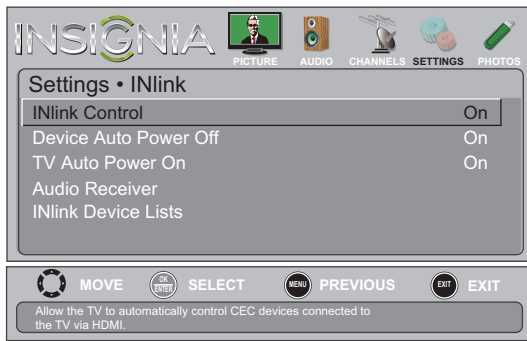 INSIGNIA
PICTURE AUDIO CHANNELS SETTINGS PHOTOS
Settings • INlink
INlink Control On
Device Auto Power Off On
TV Auto Power On On
Audio Receiver
INlink Device Lists
MOVE OK ENTER SELECT MENU PREVIOUS EXIT EXIT
Allow the TV to automatically control CEC devices connected to
the TV via HDMI.